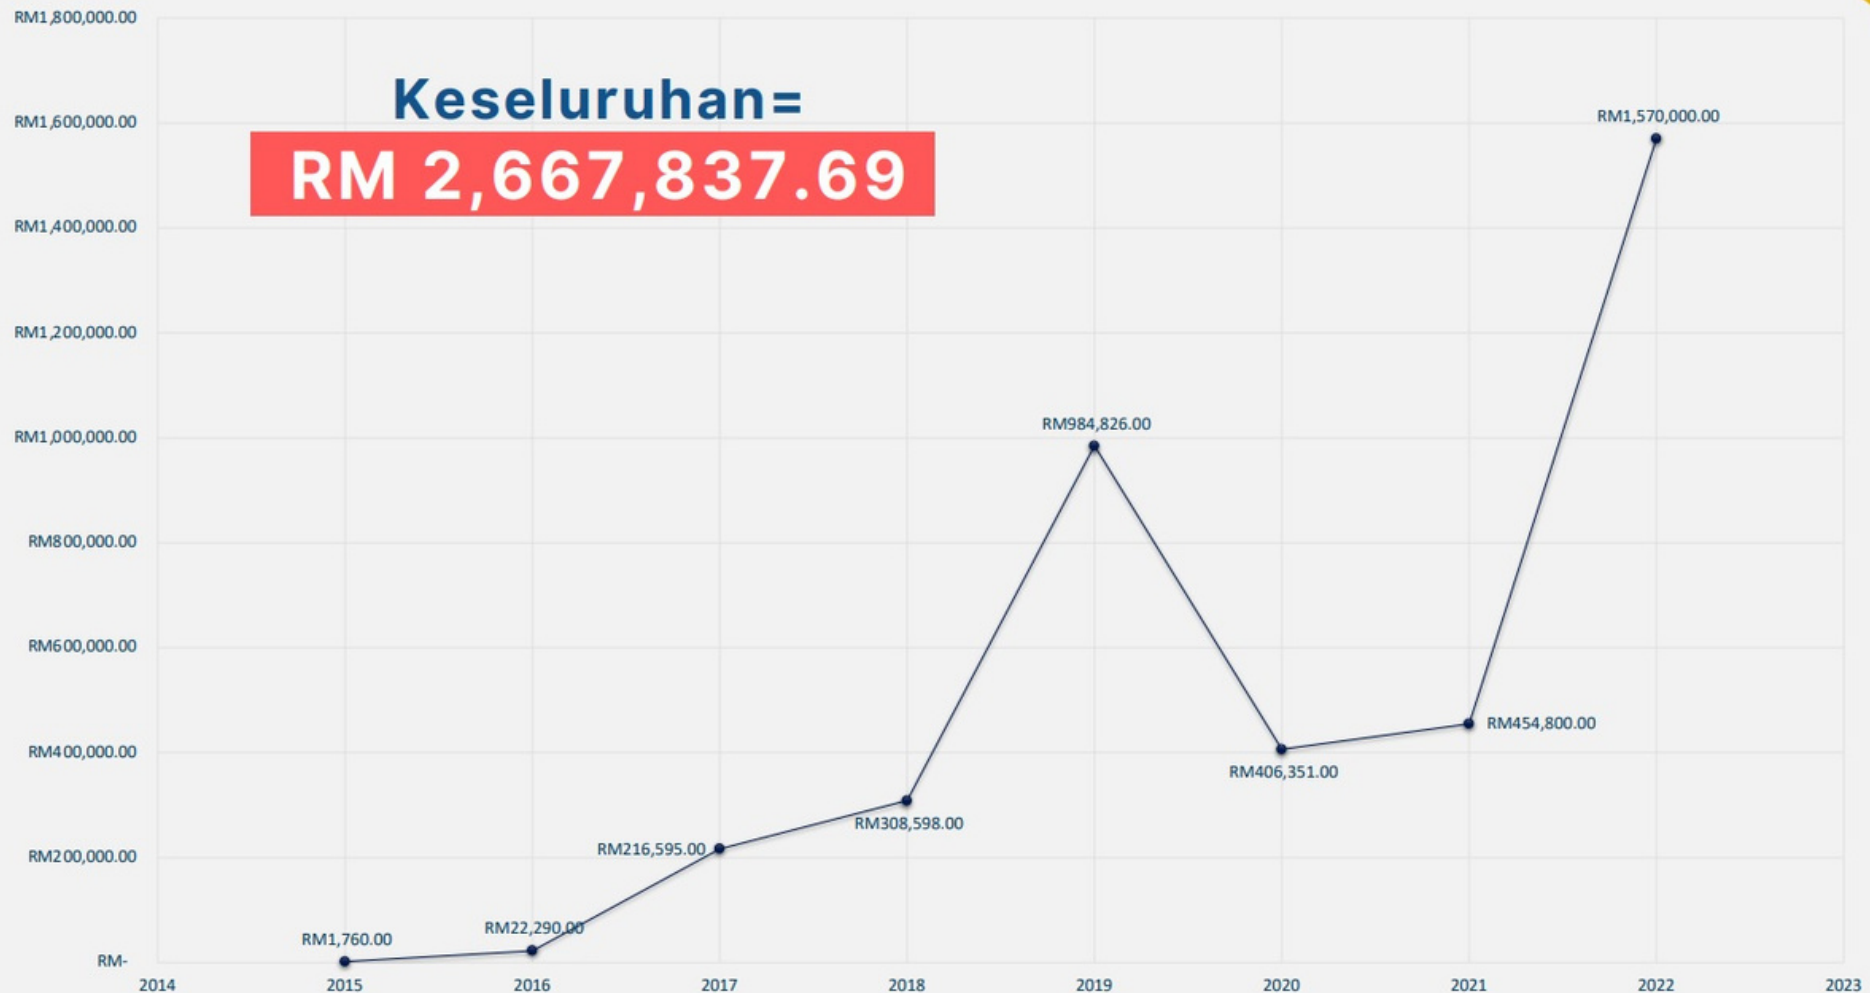 RM1,800,000.00
Keseluruhan=
RM1,600,000.00
RM1,570,000.00
RM 2,667,837.69
RM1,400,000.00
RM1,200,000.00
RM984,826.00
RM1,000,000.00
RM800,000.00
RM600,000.00
RM454,800.00
RM400,000.00
RM406,351.00
RM308,598.00
RM216,595.00
RM200,000.00
RM22,290.00
RM1,760.00
RM-
2014 2015 2016 2017 2018 2019 2020 2021 2022 2023